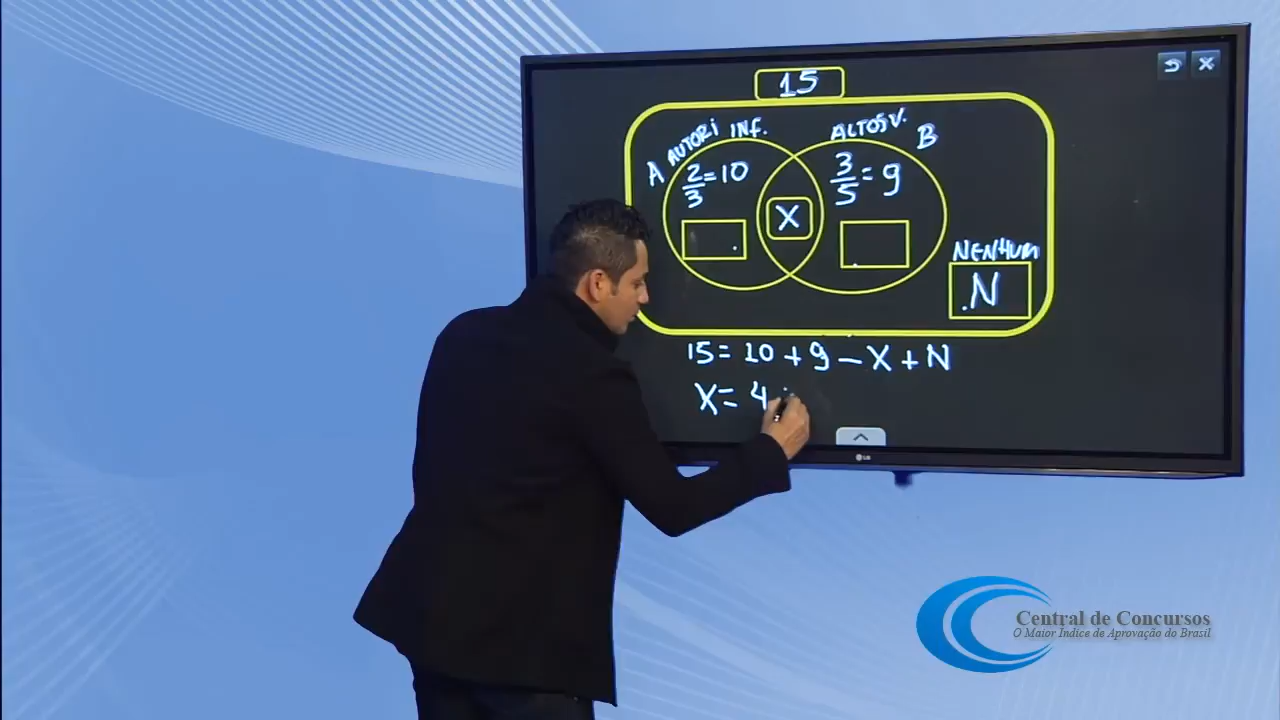 15
A AUTORI INF.
ALTOS V. B
2/3 = 10
3/5 = 9
X
NENHUM
N
15 = 10 + 9 - X + N
X = 4
LG
Central de Concursos
O Maior Índice de Aprovação do Brasil